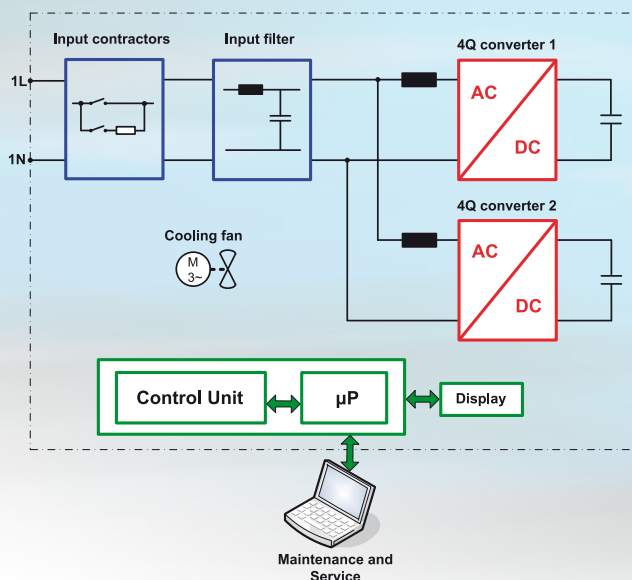 Input contractors
Input filter
4Q converter 1
1L
AC
DC
1N
4Q converter 2
AC
DC
Cooling fan
M
3~
Control Unit
µP
Display
Maintenance and
Service